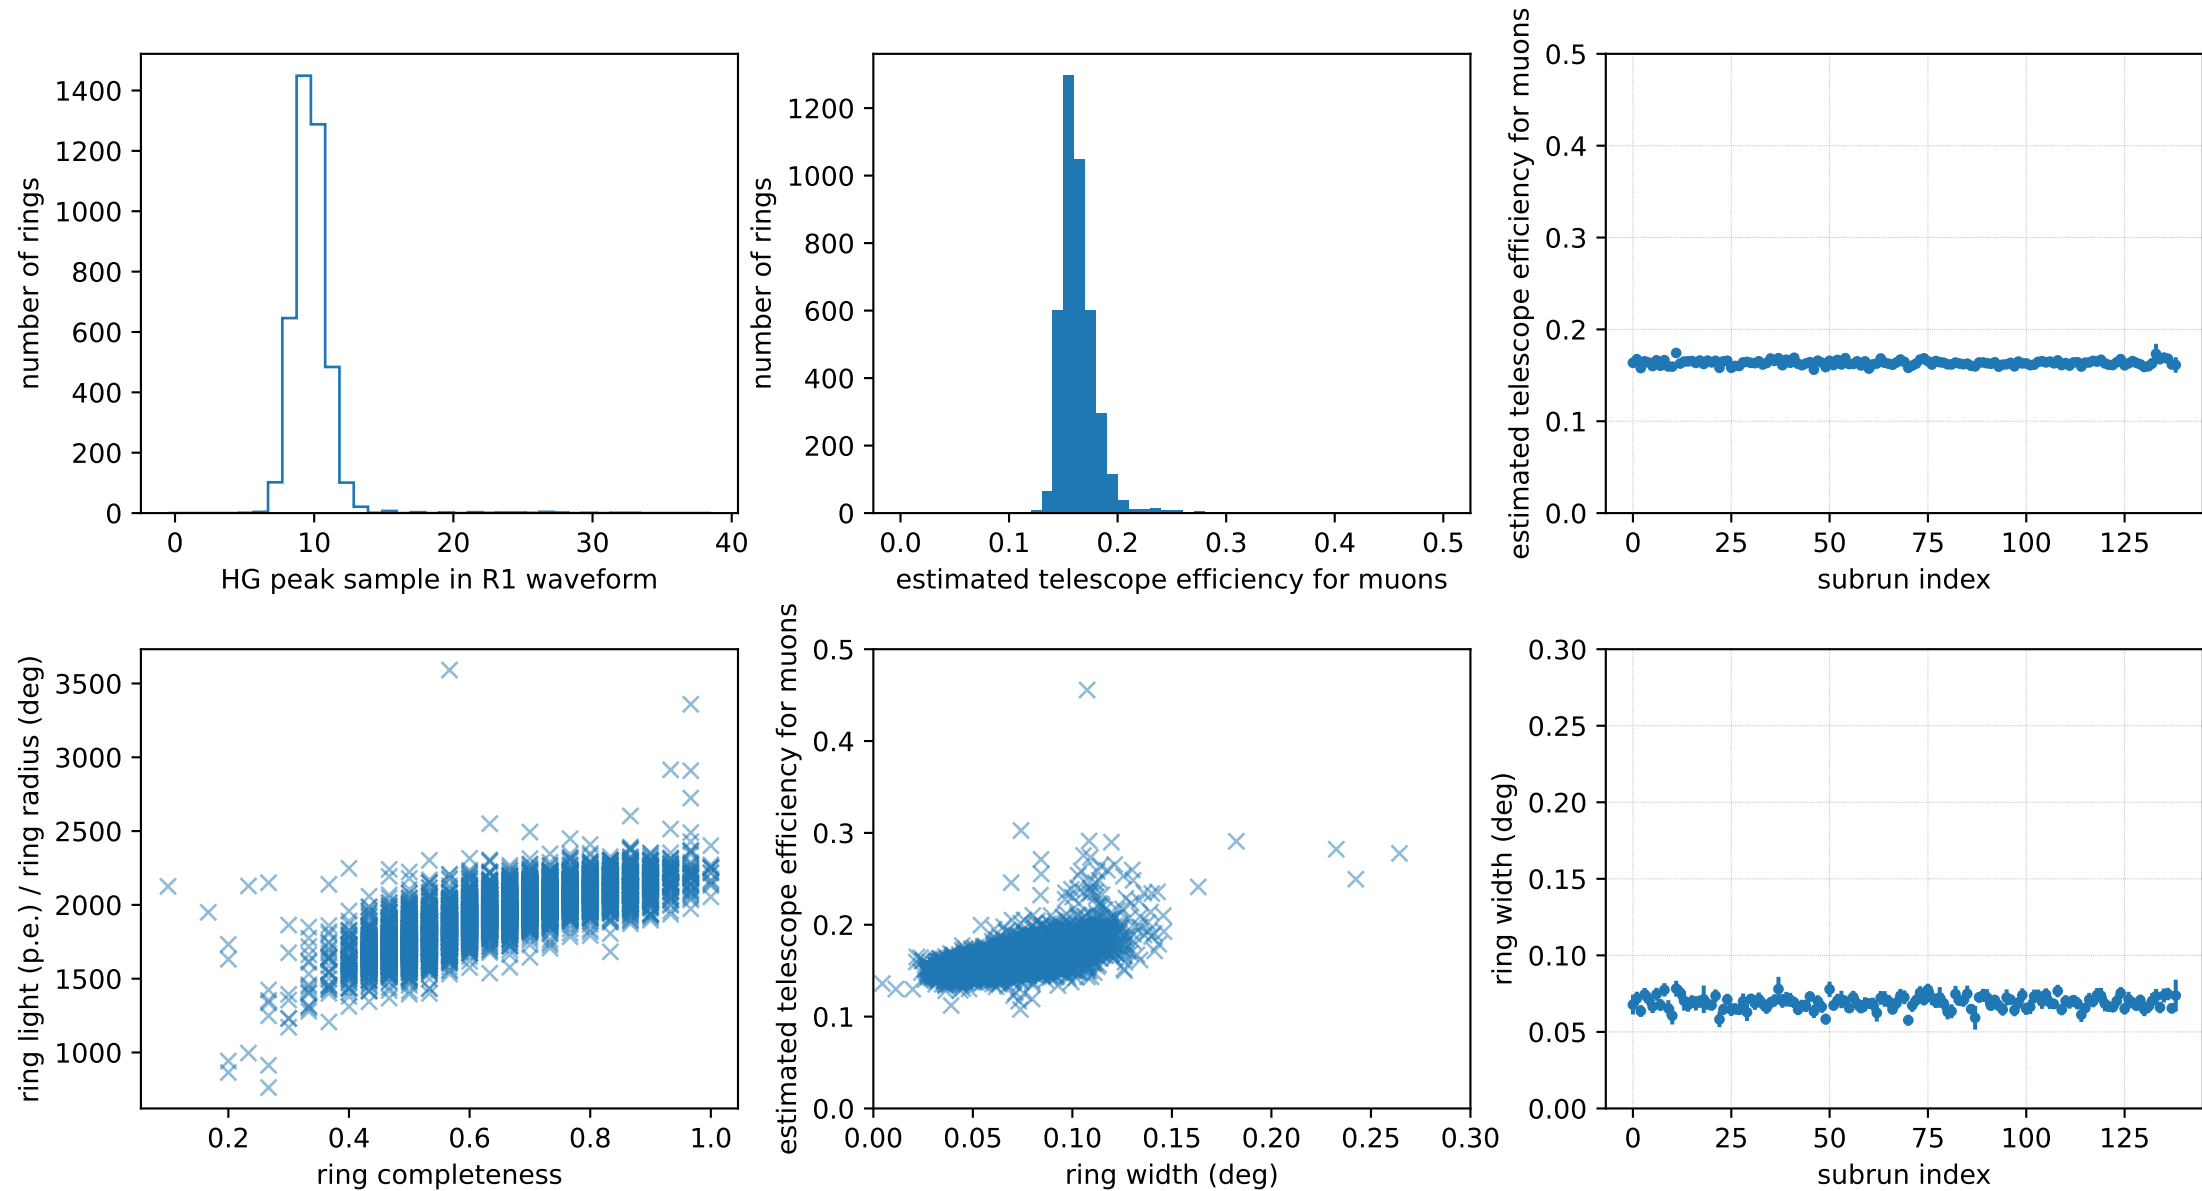 number of rings
1400
1200
1000
800
600
400
200
0
0 10 20 30 40
HG peak sample in R1 waveform
number of rings
1200
1000
800
600
400
200
0
0.0 0.1 0.2 0.3 0.4 0.5
estimated telescope efficiency for muons
estimated telescope efficiency for muons
0.5
0.4
0.3
0.2
0.1
0.0
0 25 50 75 100 125
subrun index
ring light (p.e.) / ring radius (deg)
3500
3000
2500
2000
1500
1000
0.2 0.4 0.6 0.8 1.0
ring completeness
estimated telescope efficiency for muons
0.5
0.4
0.3
0.2
0.1
0.0
0.00 0.05 0.10 0.15 0.20 0.25 0.30
ring width (deg)
ring width (deg)
0.30
0.25
0.20
0.15
0.10
0.05
0.00
0 25 50 75 100 125
subrun index